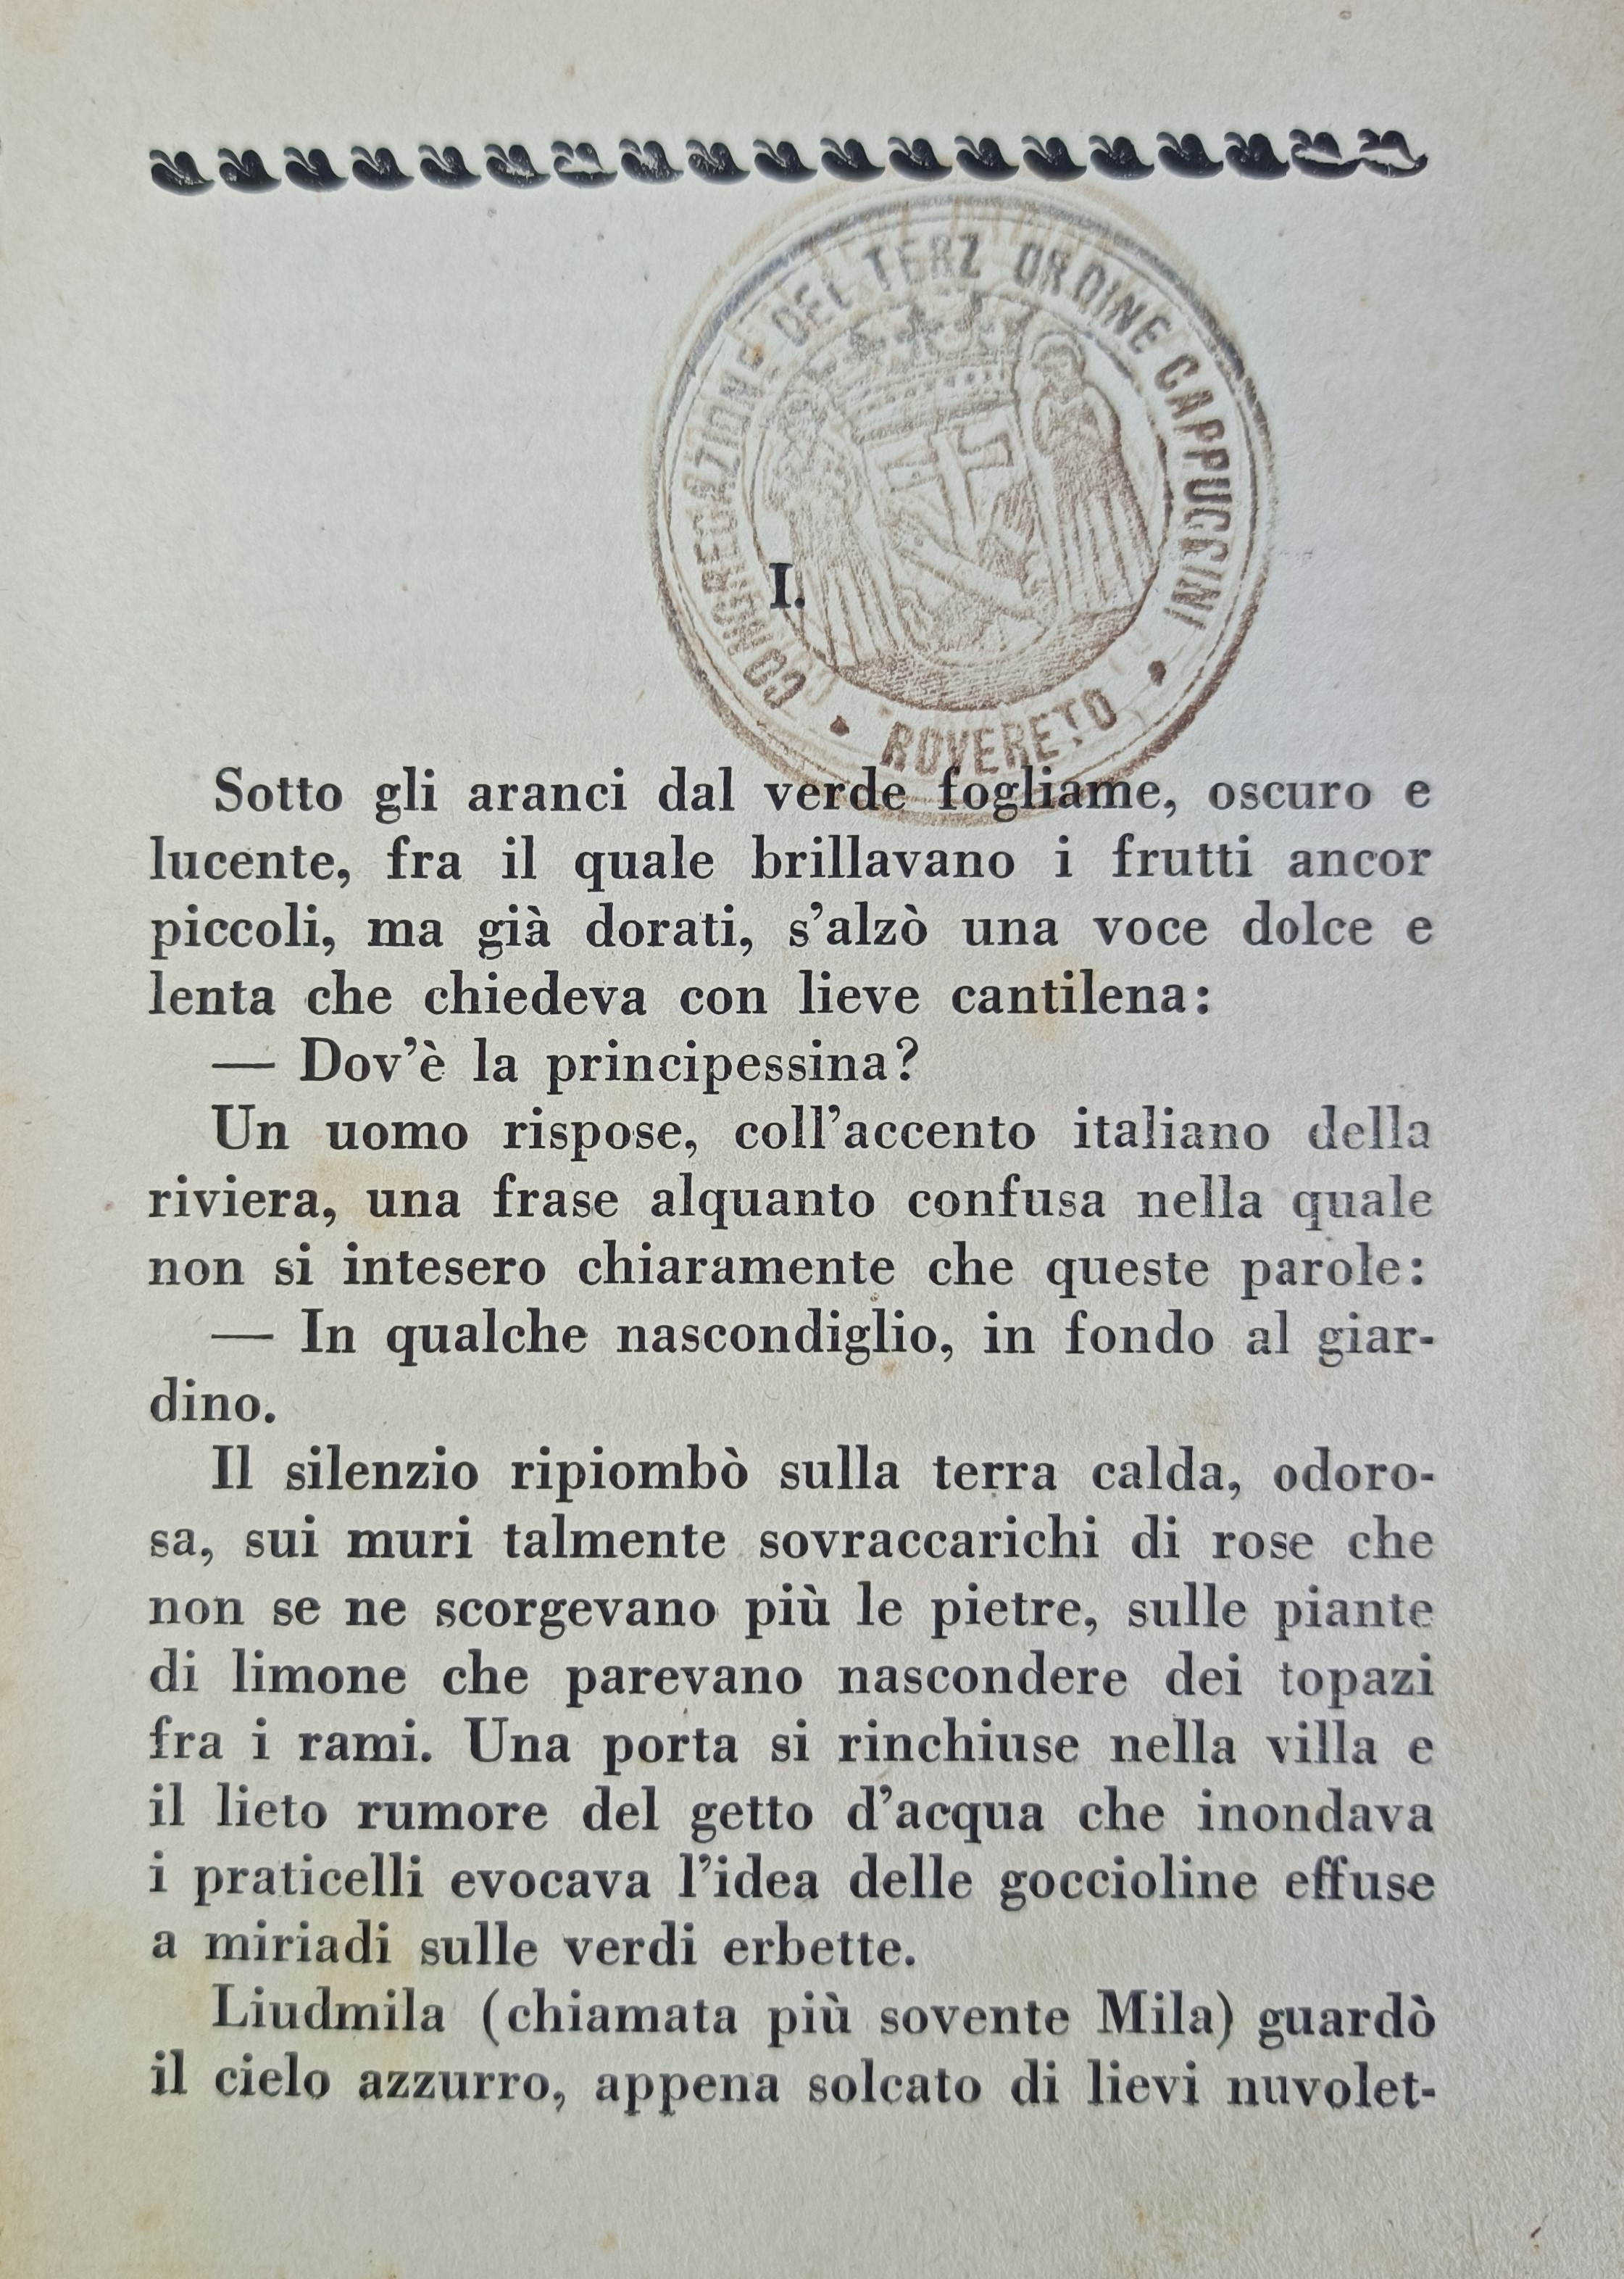 CONGREGAZIONE DEL TERZ ORDINE CAPPUCCINI
ROVERETO
I.
Sotto gli aranci dal verde fogliame, oscuro e
lucente, fra il quale brillavano i frutti ancor
piccoli, ma già dorati, s'alzò una voce dolce e
lenta che chiedeva con lieve cantilena:
— Dov'è la principessina?
Un uomo rispose, coll'accento italiano della
riviera, una frase alquanto confusa nella quale
non si intesero chiaramente che queste parole:
— In qualche nascondiglio, in fondo al giar-
dino.
Il silenzio ripiombò sulla terra calda, odoro-
sa, sui muri talmente sovraccarichi di rose che
non se ne scorgevano più le pietre, sulle piante
di limone che parevano nascondere dei topazi
fra i rami. Una porta si rinchiuse nella villa e
il lieto rumore del getto d'acqua che inondava
i praticelli evocava l'idea delle goccioline effuse
a miriadi sulle verdi erbette.
Liudmila (chiamata più sovente Mila) guardò
il cielo azzurro, appena solcato di lievi nuvolet-